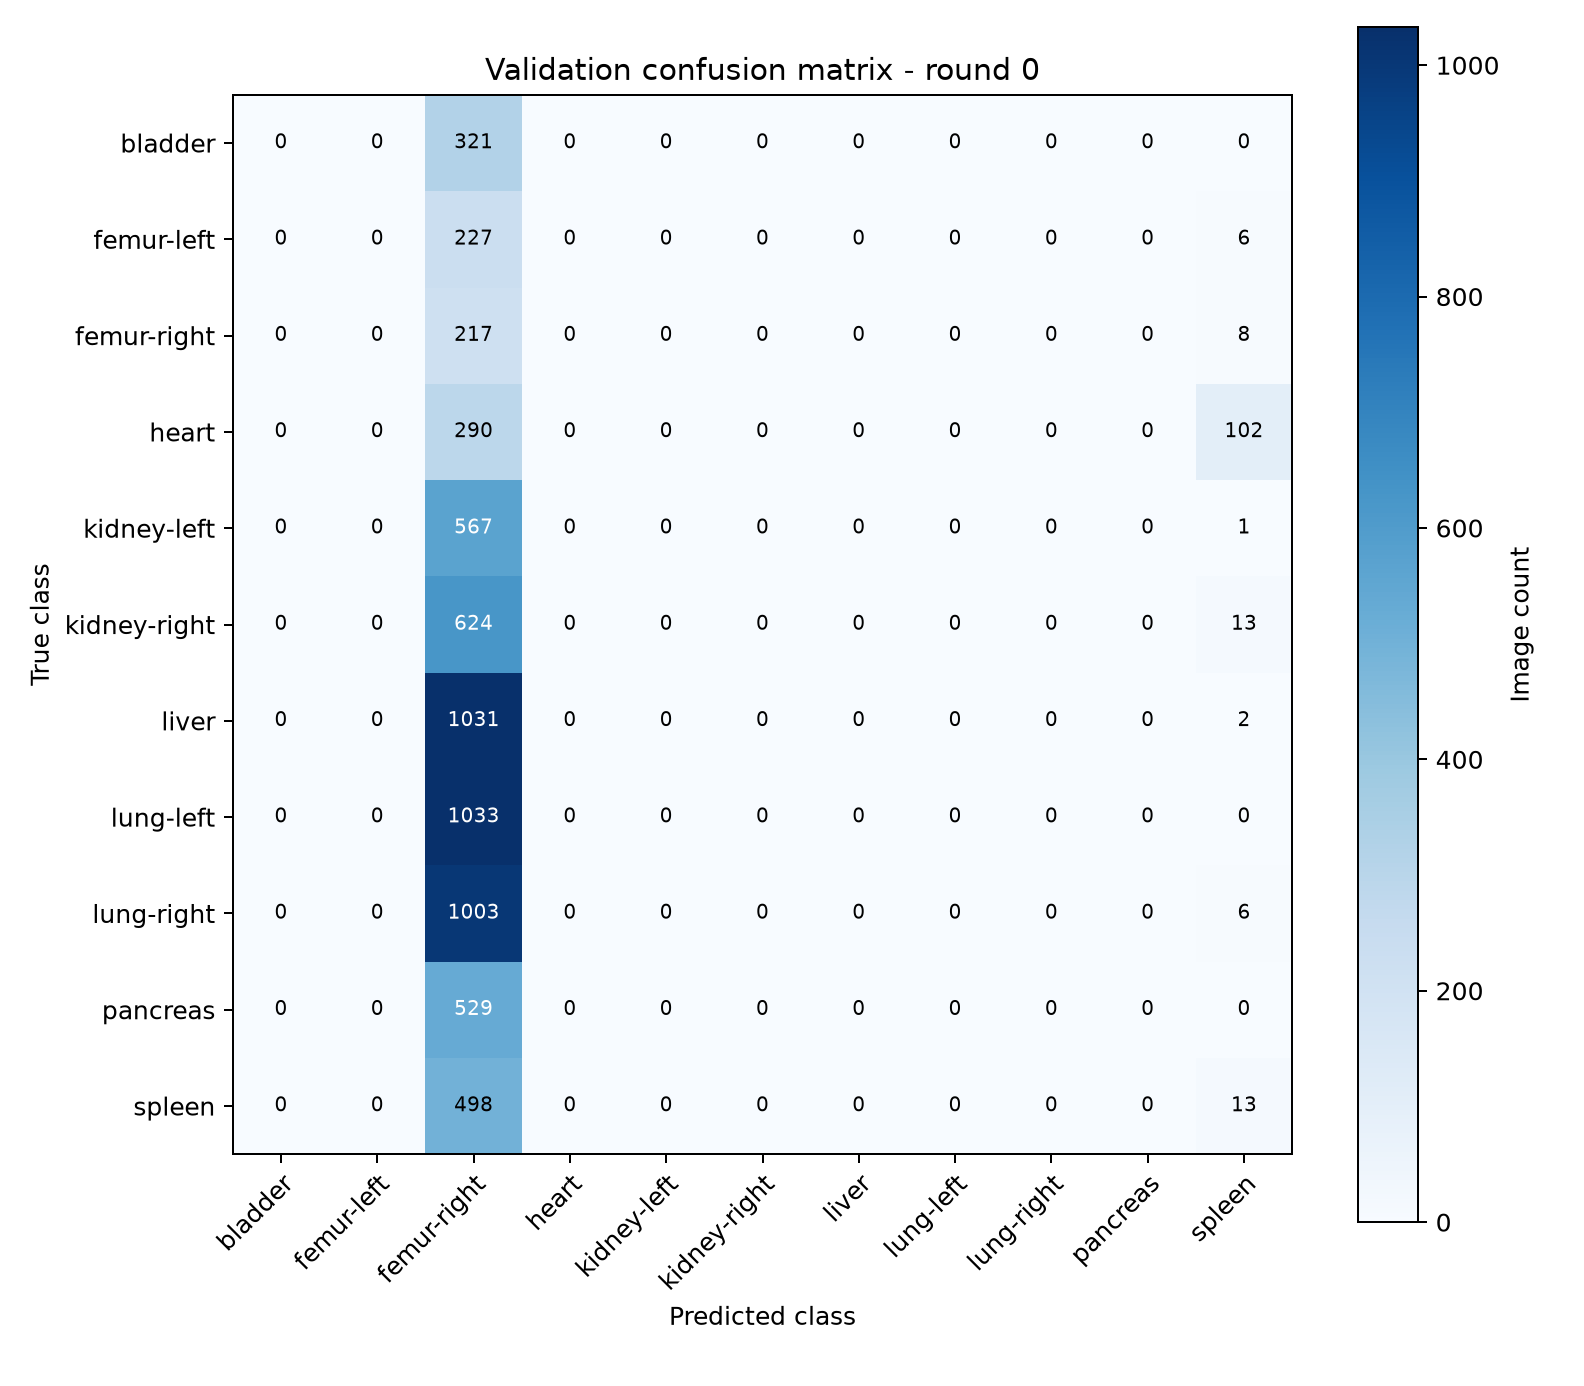 Validation confusion matrix - round 0
bladder 0 0 321 0 0 0 0 0 0 0 0
femur-left 0 0 227 0 0 0 0 0 0 0 6
femur-right 0 0 217 0 0 0 0 0 0 0 8
heart 0 0 290 0 0 0 0 0 0 0 102
kidney-left 0 0 567 0 0 0 0 0 0 0 1
kidney-right 0 0 624 0 0 0 0 0 0 0 13
liver 0 0 1031 0 0 0 0 0 0 0 2
lung-left 0 0 1033 0 0 0 0 0 0 0 0
lung-right 0 0 1003 0 0 0 0 0 0 0 6
pancreas 0 0 529 0 0 0 0 0 0 0 0
spleen 0 0 498 0 0 0 0 0 0 0 13
True class
bladder femur-left femur-right heart kidney-left kidney-right liver lung-left lung-right pancreas spleen
Predicted class
1000
800
600
400
200
0
Image count